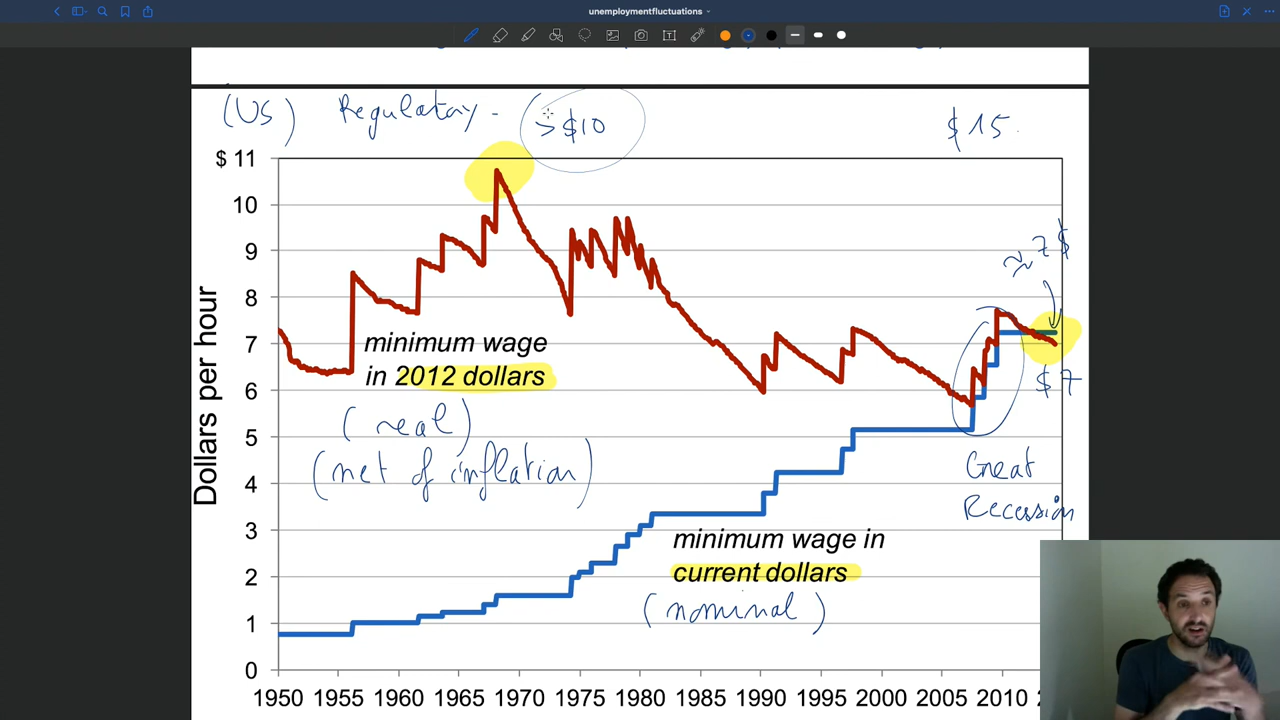 unemploymentfluctuations
(US) Regulatory - >$10 $15.
$ 11
10
9
8
7
6
5
4
3
2
1
0
Dollars per hour
≈ 7 $
minimum wage
in 2012 dollars
(real)
(net of inflation)
$ 7
Great
Recession
minimum wage in
current dollars
(nominal)
1950 1955 1960 1965 1970 1975 1980 1985 1990 1995 2000 2005 2010